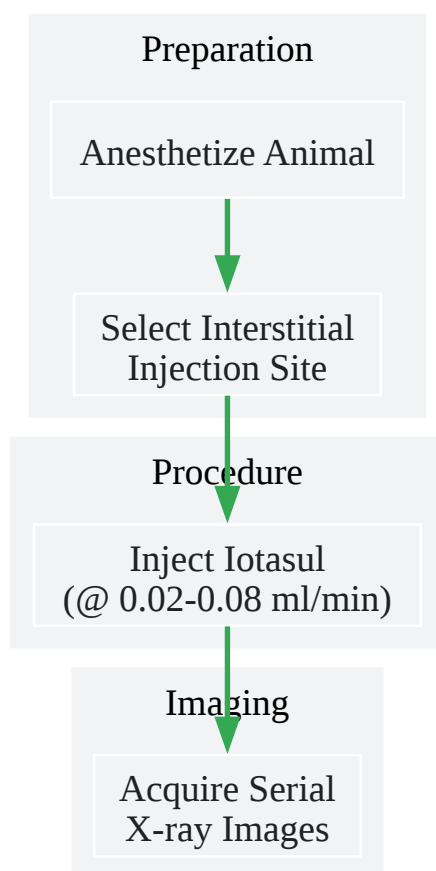 Preparation
Anesthetize Animal
Select Interstitial
Injection Site
Procedure
Inject Iotasul
(@ 0.02-0.08 ml/min)
Imaging
Acquire Serial
X-ray Images